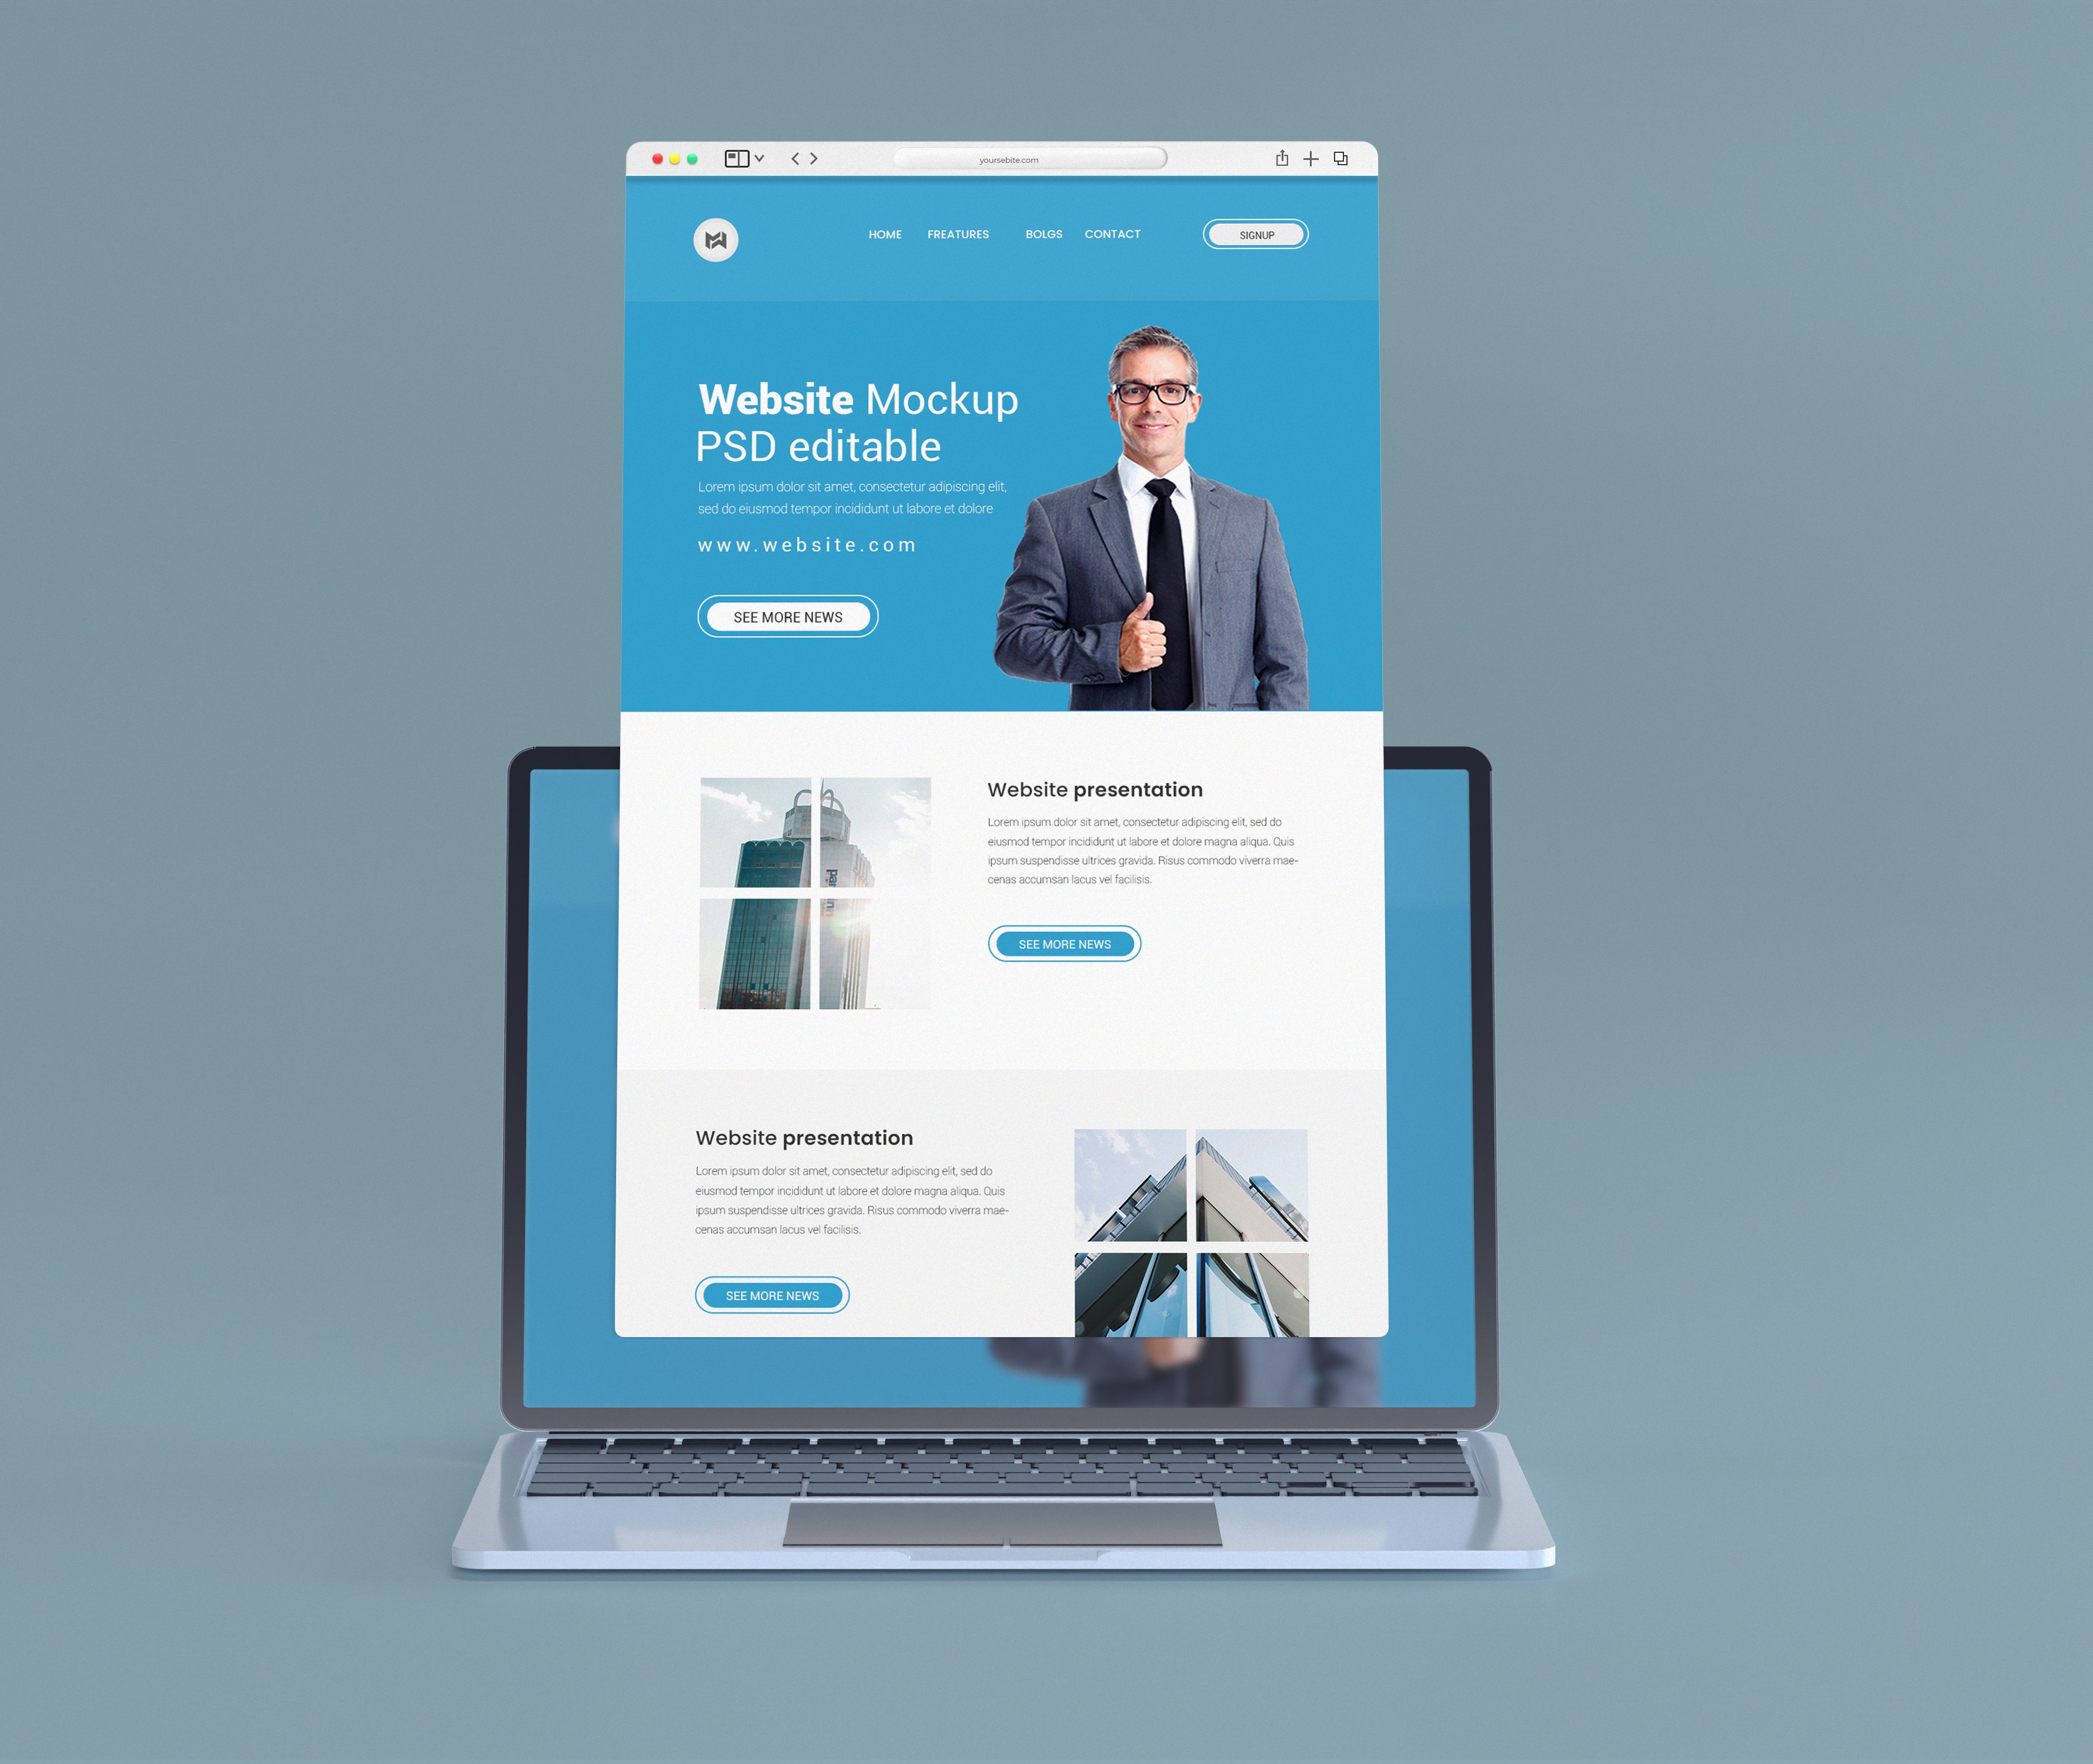 yoursebite.com
HOME FREATURES BOLGS CONTACT SIGNUP
Website Mockup
PSD editable
Lorem ipsum dolor sit amet, consectetur adipiscing elit,
sed do eiusmod tempor incididunt ut labore et dolore
www.website.com
SEE MORE NEWS
Website presentation
Lorem ipsum dolor sit amet, consectetur adipiscing elit, sed do
eiusmod tempor incididunt ut labore et dolore magna aliqua. Quis
ipsum suspendisse ultrices gravida. Risus commodo viverra mae-
cenas accumsan lacus vel facilisis.
SEE MORE NEWS
Website presentation
Lorem ipsum dolor sit amet, consectetur adipiscing elit, sed do
eiusmod tempor incididunt ut labore et dolore magna aliqua. Quis
ipsum suspendisse ultrices gravida. Risus commodo viverra mae-
cenas accumsan lacus vel facilisis.
SEE MORE NEWS